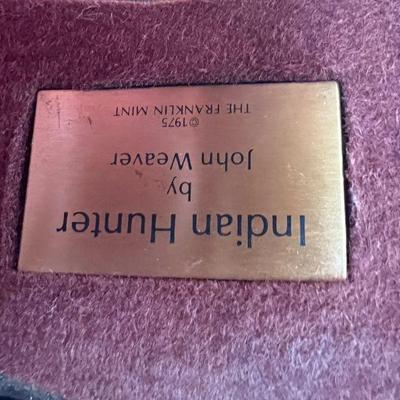 Indian Hunter
by
John Weaver
©1975
THE FRANKLIN MINT